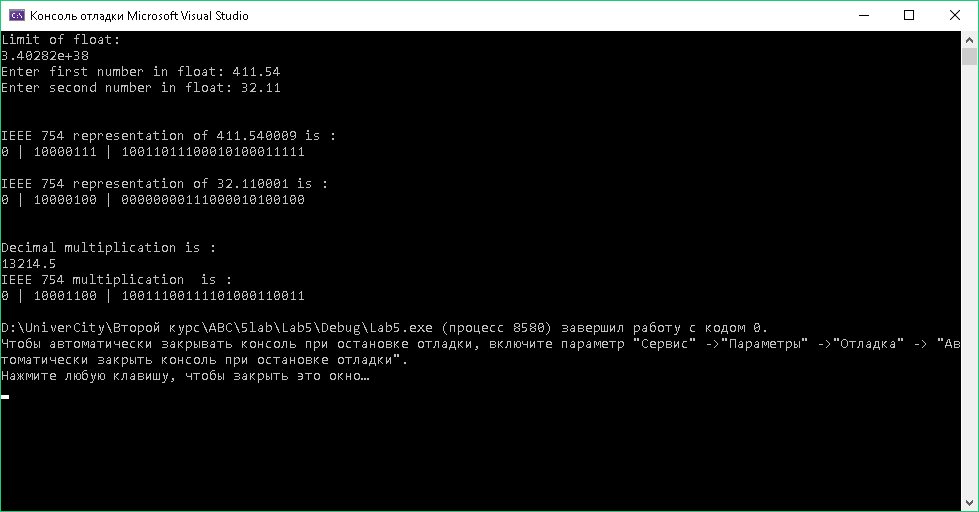 Консоль отладки Microsoft Visual Studio
Limit of float:
3.40282e+38
Enter first number in float: 411.54
Enter second number in float: 32.11
IEEE 754 representation of 411.540009 is :
0 | 10000111 | 10011011100010100011111
IEEE 754 representation of 32.110001 is :
0 | 10000100 | 00000000111000010100100
Decimal multiplication is :
13214.5
IEEE 754 multiplication  is :
0 | 10001100 | 10011100111101000110011
D:\UniverCity\Второй курс\ABC\5lab\Lab5\Debug\Lab5.exe (процесс 8580) завершил работу с кодом 0.
Чтобы автоматически закрывать консоль при остановке отладки, включите параметр "Сервис" ->"Параметры" ->"Отладка" -> "Ав
томатически закрыть консоль при остановке отладки".
Нажмите любую клавишу, чтобы закрыть это окно…